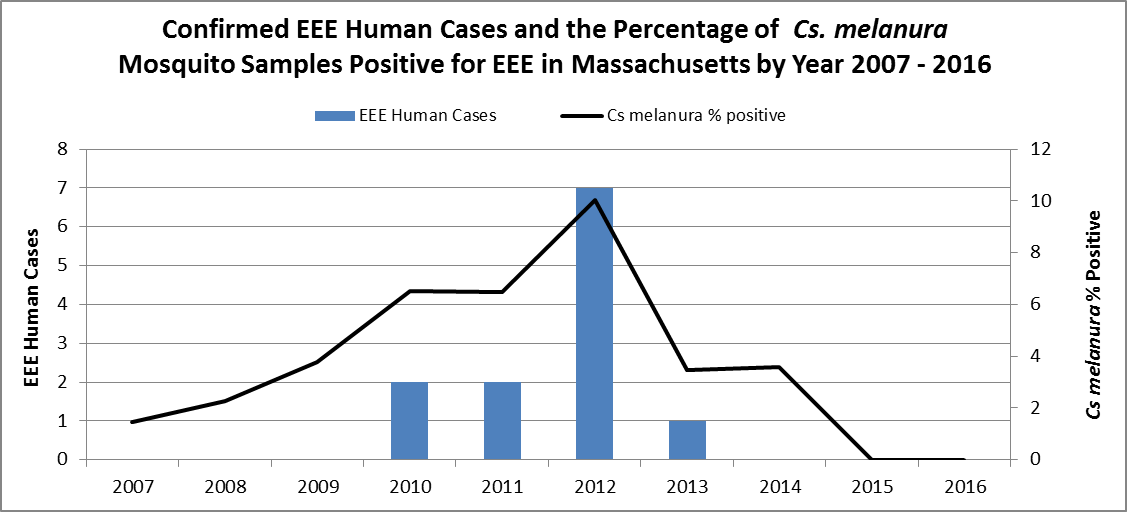 Confirmed EEE Human Cases and the Percentage of Cs. melanura
Mosquito Samples Positive for EEE in Massachusetts by Year 2007 - 2016
EEE Human Cases
Cs melanura % positive
8
7
6
5
4
3
2
1
0
EEE Human Cases
12
10
8
6
4
2
0
Cs melanura % Positive
2007 2008 2009 2010 2011 2012 2013 2014 2015 2016